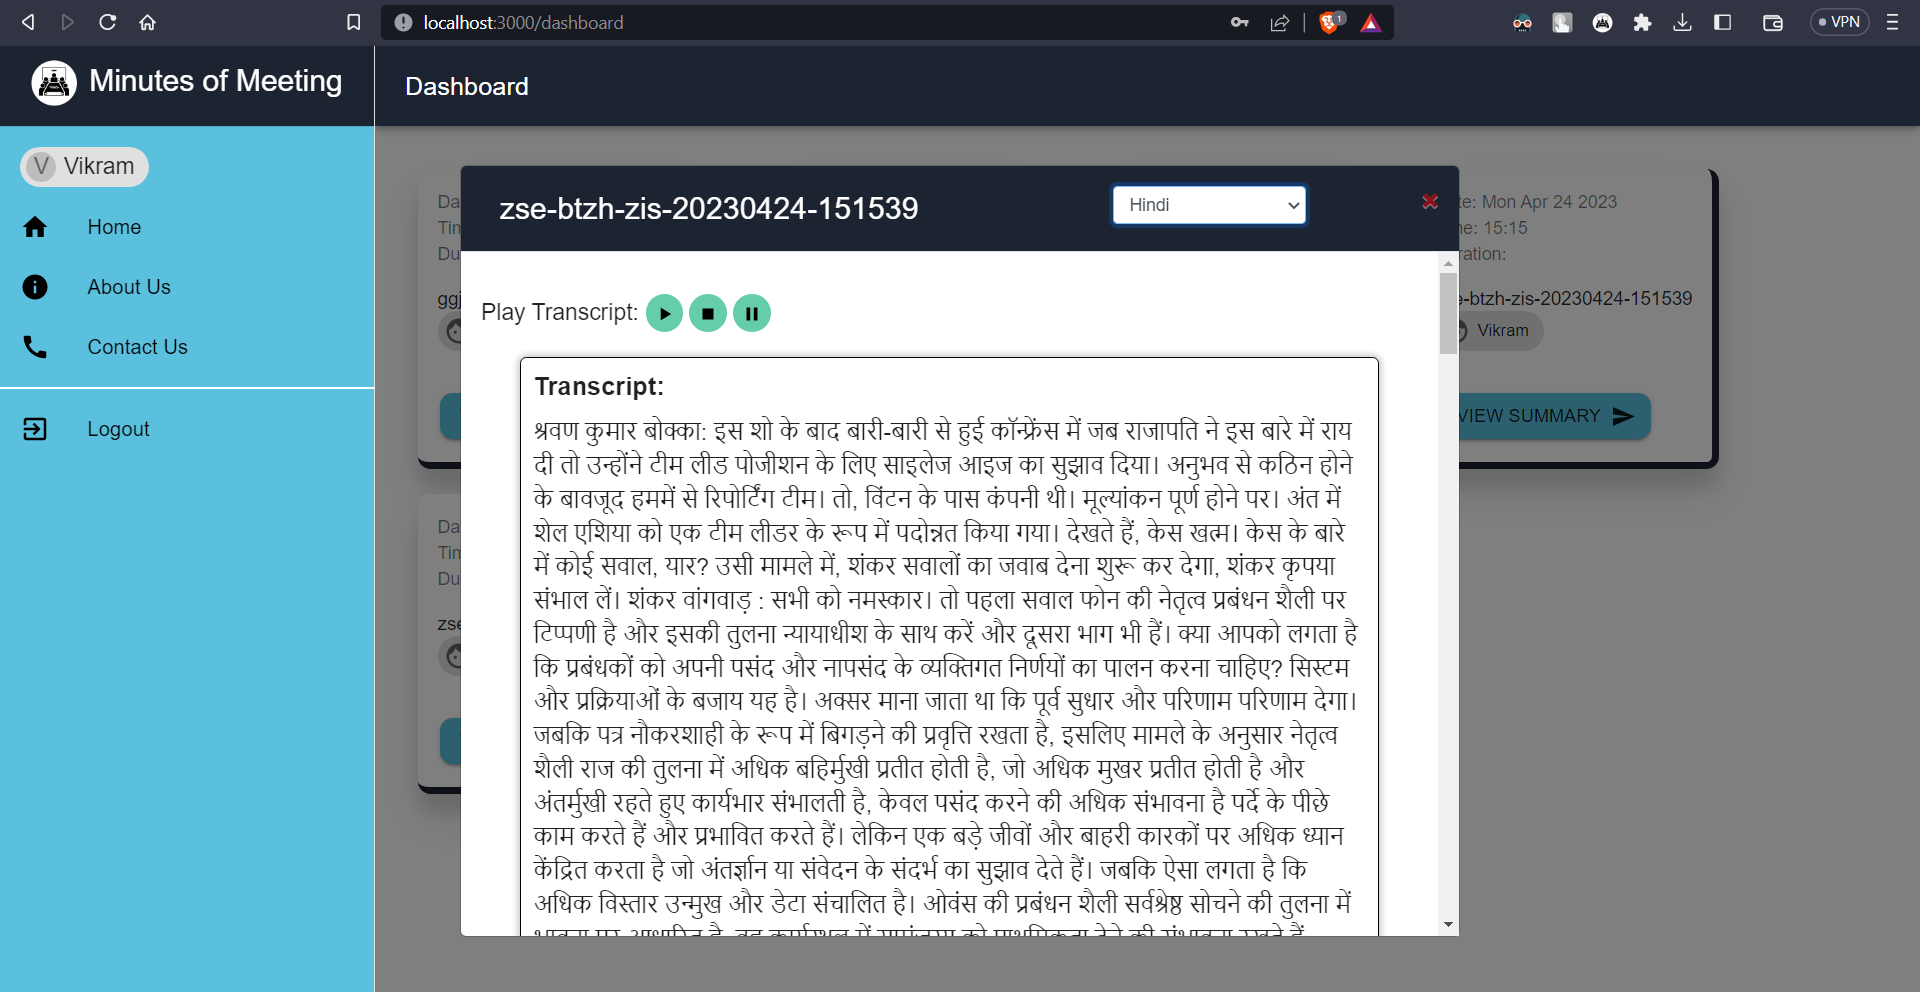 localhost:3000/dashboard
1
VPN
Minutes of Meeting
Dashboard
V Vikram
Home
About Us
Contact Us
Logout
zse-btzh-zis-20230424-151539
Hindi
Da
Tim
Du
ggj
te: Mon Apr 24 2023
ne: 15:15
ration:
e-btzh-zis-20230424-151539
Vikram
VIEW SUMMARY
Da
Tim
Du
zse
Play Transcript:
Transcript:
श्रवण कुमार बोक्का: इस शो के बाद बारी-बारी से हुई कॉन्फ्रेंस में जब राजापति ने इस बारे में राय
दी तो उन्होंने टीम लीड पोजीशन के लिए साइलेज आइज का सुझाव दिया। अनुभव से कठिन होने
के बावजूद हममें से रिपोर्टिंग टीम। तो, विंटन के पास कंपनी थी। मूल्यांकन पूर्ण होने पर। अंत में
शेल एशिया को एक टीम लीडर के रूप में पदोन्नत किया गया। देखते हैं, केस खत्म। केस के बारे
में कोई सवाल, यार? उसी मामले में, शंकर सवालों का जवाब देना शुरू कर देगा, शंकर कृपया
संभाल लें। शंकर वांगवाड़ : सभी को नमस्कार। तो पहला सवाल फोन की नेतृत्व प्रबंधन शैली पर
टिप्पणी है और इसकी तुलना न्यायाधीश के साथ करें और दूसरा भाग भी हैं। क्या आपको लगता है
कि प्रबंधकों को अपनी पसंद और नापसंद के व्यक्तिगत निर्णयों का पालन करना चाहिए? सिस्टम
और प्रक्रियाओं के बजाय यह है। अक्सर माना जाता था कि पूर्व सुधार और परिणाम परिणाम देगा।
जबकि पत्र नौकरशाही के रूप में बिगड़ने की प्रवृत्ति रखता है, इसलिए मामले के अनुसार नेतृत्व
शैली राज की तुलना में अधिक बहिर्मुखी प्रतीत होती है, जो अधिक मुखर प्रतीत होती है और
अंतर्मुखी रहते हुए कार्यभार संभालती है, केवल पसंद करने की अधिक संभावना है पर्दे के पीछे
काम करते हैं और प्रभावित करते हैं। लेकिन एक बड़े जीवों और बाहरी कारकों पर अधिक ध्यान
केंद्रित करता है जो अंतर्ज्ञान या संवेदन के संदर्भ का सुझाव देते हैं। जबकि ऐसा लगता है कि
अधिक विस्तार उन्मुख और डेटा संचालित है। ओवंस की प्रबंधन शैली सर्वश्रेष्ठ सोचने की तुलना में